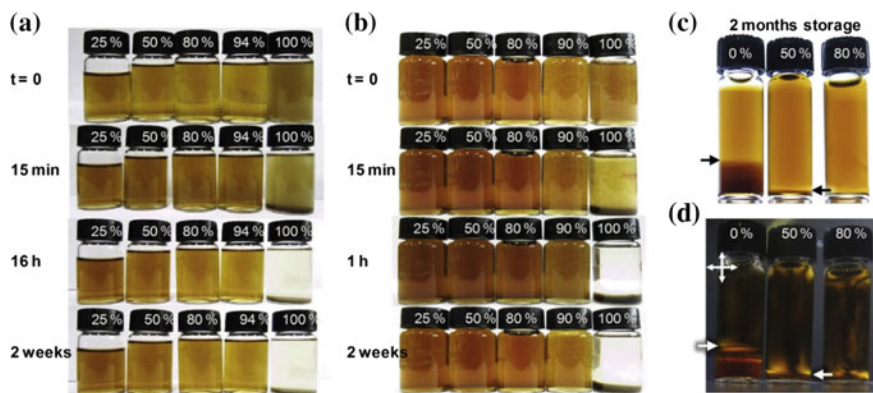 (a)
t = 0
25 % 50 % 80 % 94 % 100 %
15 min
25 % 50 % 80 % 94 % 100 %
16 h
25 % 50 % 80 % 94 % 100 %
2 weeks
25 % 50 % 80 % 94 % 100 %
(b)
t = 0
25 % 50 % 80 % 90 % 100 %
15 min
25 % 50 % 80 % 90 % 100 %
1 h
25 % 50 % 80 % 90 % 100 %
2 weeks
25 % 50 % 80 % 90 % 100 %
(c)
2 months storage
0 % 50 % 80 %
(d)
0 % 50 % 80 %